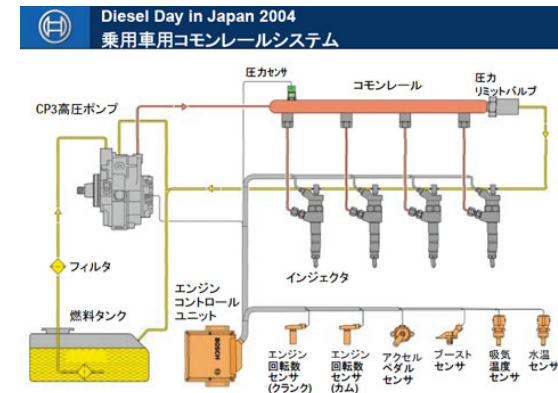 Diesel Day in Japan 2004
乗用車用コモンレールシステム
圧力センサ
コモンレール
圧力
リミットバルブ
CP3高圧ポンプ
フィルタ
インジェクタ
燃料タンク
エンジン
コントロール
ユニット
BOSCH
エンジン
回転数
センサ
(クランク)
エンジン
回転数
センサ
(カム)
アクセル
ペダル
センサ
ブースト
センサ
吸気
温度
センサ
水温
センサ